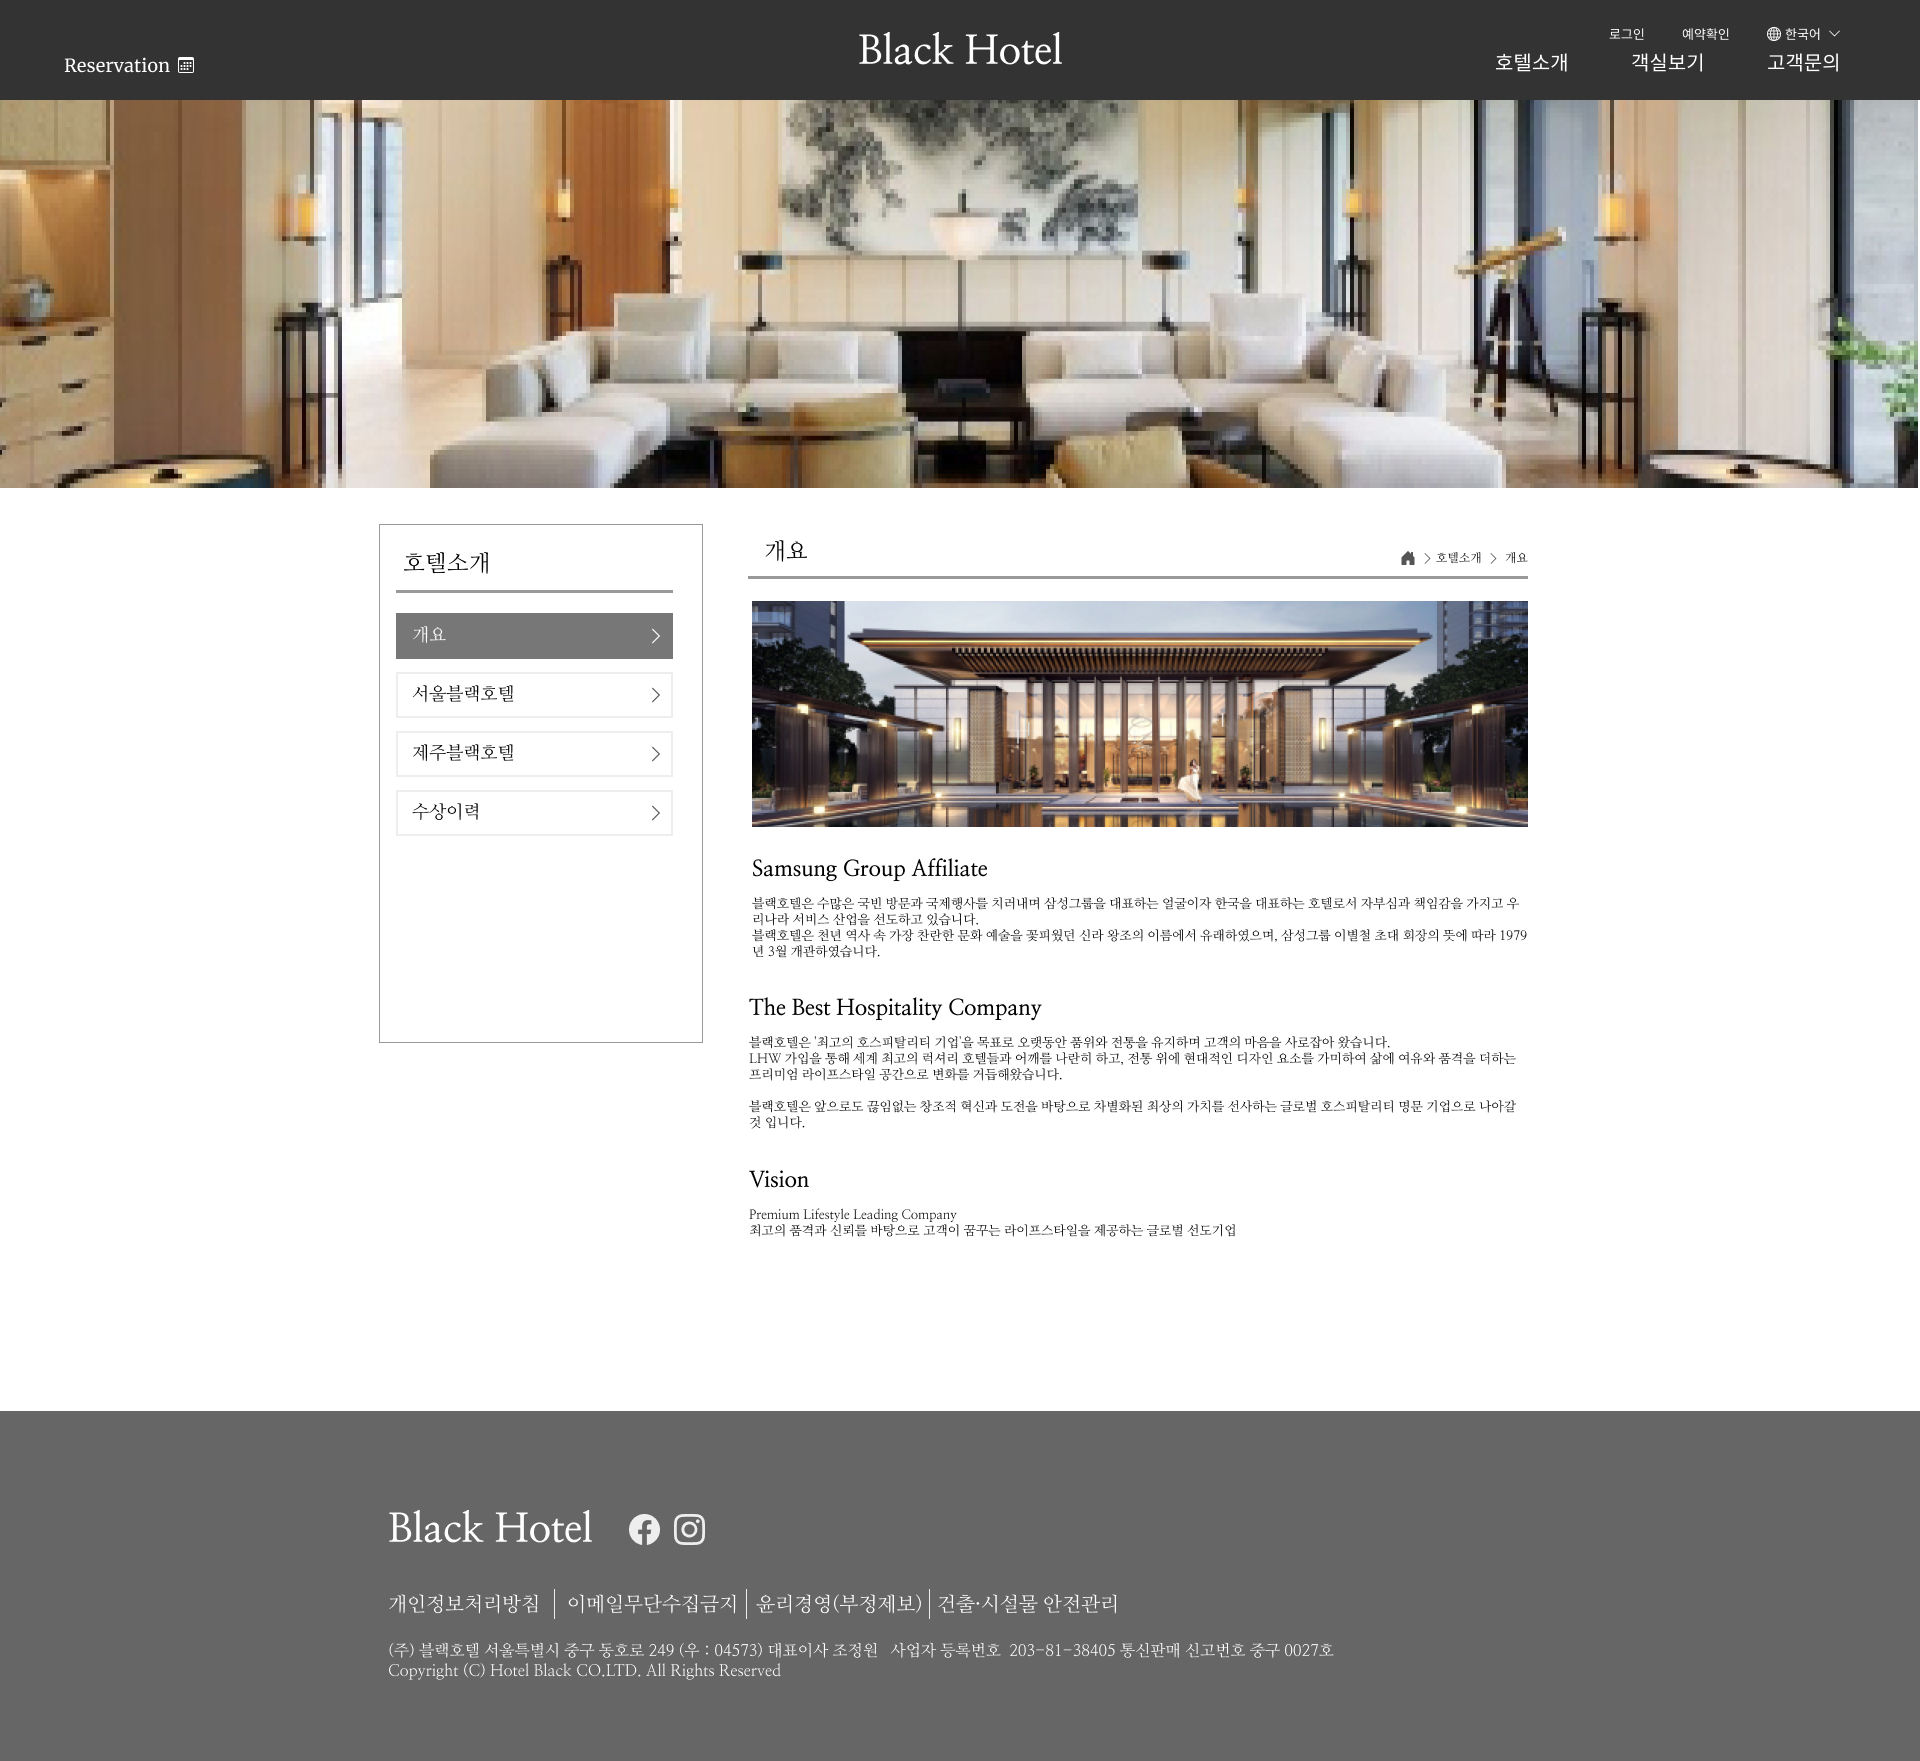 로그인 예약확인 한국어
Reservation
Black Hotel
호텔소개 객실보기 고객문의
호텔소개
개요
서울블랙호텔
제주블랙호텔
수상이력
개요
호텔소개 > 개요
Samsung Group Affiliate
블랙호텔은 수많은 국빈 방문과 국제행사를 치러내며 삼성그룹을 대표하는 얼굴이자 한국을 대표하는 호텔로서 자부심과 책임감을 가지고 우
리나라 서비스 산업을 선도하고 있습니다.
블랙호텔은 천년 역사 속 가장 찬란한 문화 예술을 꽃피웠던 신라 왕조의 이름에서 유래하였으며, 삼성그룹 이별철 초대 회장의 뜻에 따라 1979
년 3월 개관하였습니다.
The Best Hospitality Company
블랙호텔은 '최고의 호스피탈리티 기업'을 목표로 오랫동안 품위와 전통을 유지하며 고객의 마음을 사로잡아 왔습니다.
LHW 가입을 통해 세계 최고의 럭셔리 호텔들과 어깨를 나란히 하고, 전통 위에 현대적인 디자인 요소를 가미하여 삶에 여유와 품격을 더하는
프리미엄 라이프스타일 공간으로 변화를 거듭해왔습니다.
블랙호텔은 앞으로도 끊임없는 창조적 혁신과 도전을 바탕으로 차별화된 최상의 가치를 선사하는 글로벌 호스피탈리티 명문 기업으로 나아갈
것 입니다.
Vision
Premium Lifestyle Leading Company
최고의 품격과 신뢰를 바탕으로 고객이 꿈꾸는 라이프스타일을 제공하는 글로벌 선도기업
Black Hotel
개인정보처리방침 이메일무단수집금지 윤리경영(부정제보) 건출·시설물 안전관리
(주) 블랙호텔 서울특별시 중구 동호로 249 (우 : 04573) 대표이사 조정원 사업자 등록번호 203-81-38405 통신판매 신고번호 중구 0027호
Copyright (C) Hotel Black CO.LTD. All Rights Reserved